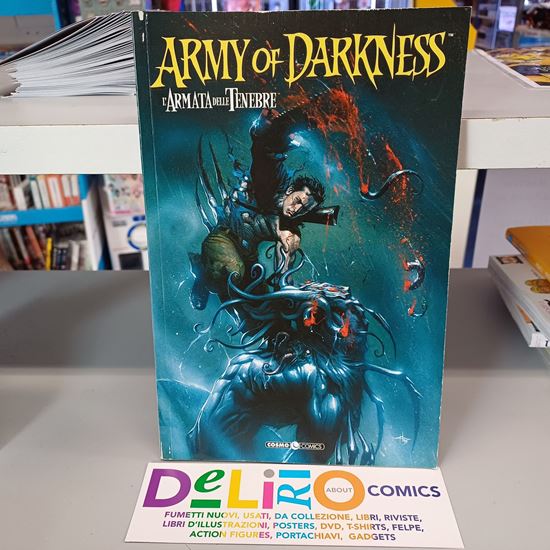 ARMY OF DARKNESS™
L'ARMATA DELLE TENEBRE
COSMO COMICS
DeLiRiO ABOUT COMICS
FUMETTI NUOVI, USATI, DA COLLEZIONE, LIBRI, RIVISTE,
LIBRI D'ILLUSTRAZIONI, POSTERS, DVD, T-SHIRTS, FELPE,
ACTION FIGURES, PORTACHIAVI, GADGETS